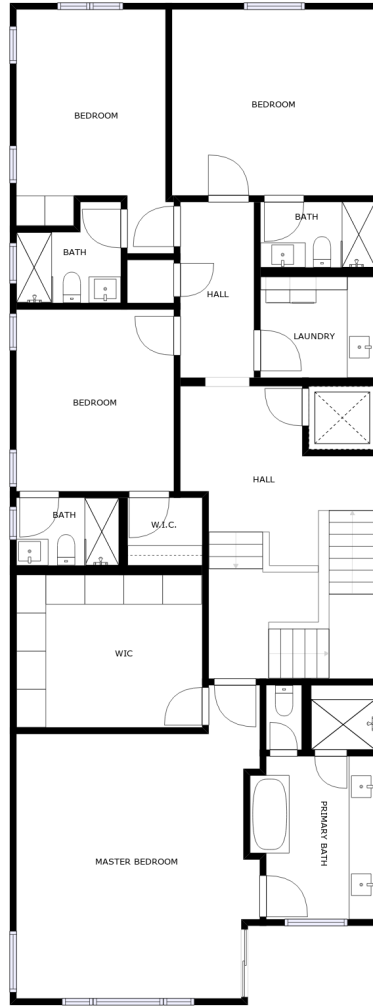 BEDROOM
BEDROOM
BATH
BATH
HALL
LAUNDRY
BEDROOM
HALL
BATH
W.I.C.
WIC
PRIMARY BATH
MASTER BEDROOM